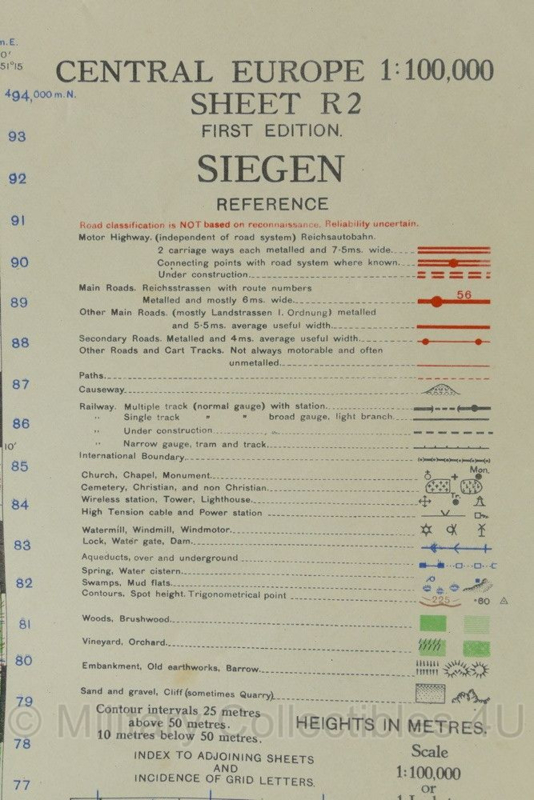 n.E.
0'
51°15
⁴94,000 m.N.
93
92
91
90
89
88
87
86
10'
85
84
83
82
81
80
79
78
77
CENTRAL EUROPE 1:100,000
SHEET R2
FIRST EDITION.
SIEGEN
REFERENCE
Road classification is NOT based on reconnaissance. Reliability uncertain.
Motor Highway. (independent of road system) Reichsautobahn.
2 carriage ways each metalled and 7·5ms. wide
Connecting points with road system where known
Under construction
Main Roads. Reichsstrassen with route numbers
Metalled and mostly 6ms. wide
56
Other Main Roads. (mostly Landstrassen I. Ordnung) metalled
and 5·5ms. average useful width
Secondary Roads. Metalled and 4ms. average useful width
Other Roads and Cart Tracks. Not always motorable and often
unmetalled
Paths
Causeway
Railway. Multiple track (normal gauge) with station
" Single track " " broad gauge, light branch
" Under construction
" Narrow gauge, tram and track
International Boundary
Church, Chapel, Monument
Mon.
Cemetery, Christian and non Christian
Wireless station, Tower, Lighthouse
Tr.
High Tension cable and Power station
Watermill, Windmill, Windmotor
Lock, Water gate, Dam
Aqueducts, over and underground
Spring, Water cistern
Swamps, Mud flats
Contours, Spot height. Trigonometrical point
225
·80
Woods, Brushwood
Vineyard, Orchard
Embankment, Old earthworks, Barrow
Sand and gravel, Cliff (sometimes Quarry)
Contour intervals 25 metres
above 50 metres.
10 metres below 50 metres.
HEIGHTS IN METRES.
INDEX TO ADJOINING SHEETS
AND
INCIDENCE OF GRID LETTERS.
Scale
1:100,000
or
© Military Collectibles 4U